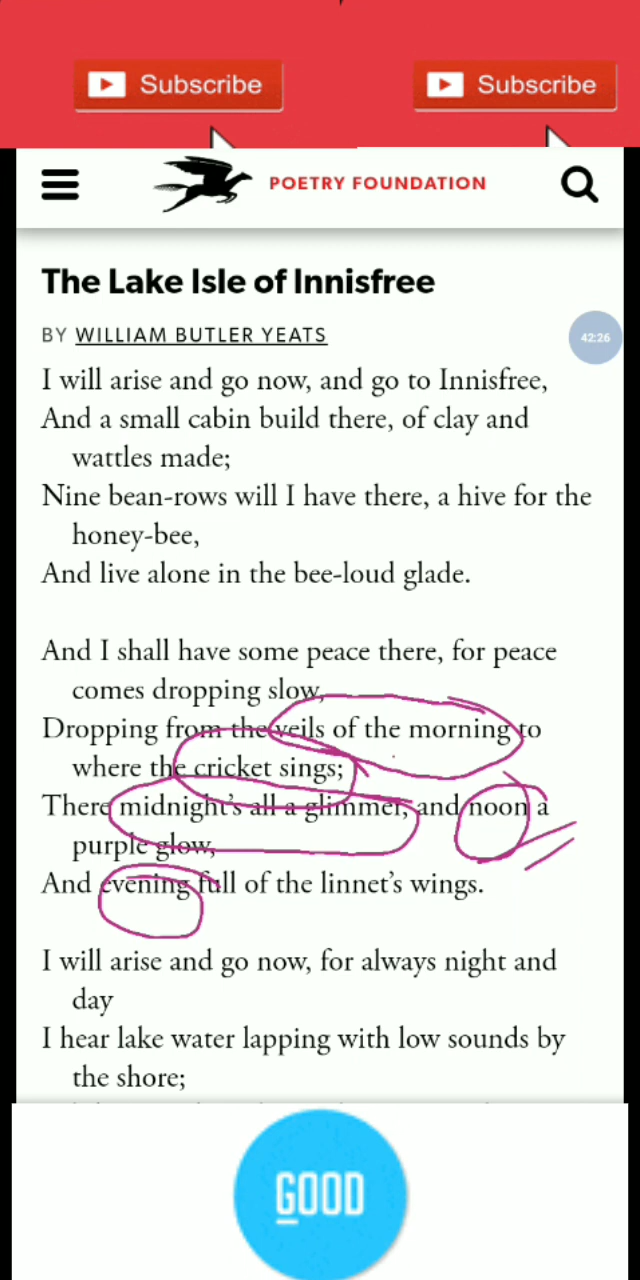 Subscribe Subscribe
POETRY FOUNDATION
The Lake Isle of Innisfree
BY WILLIAM BUTLER YEATS
42:26
I will arise and go now, and go to Innisfree,
And a small cabin build there, of clay and
wattles made;
Nine bean-rows will I have there, a hive for the
honey-bee,
And live alone in the bee-loud glade.
And I shall have some peace there, for peace
comes dropping slow,
Dropping from the veils of the morning to
where the cricket sings;
There midnight's all a glimmer, and noon a
purple glow,
And evening full of the linnet's wings.
I will arise and go now, for always night and
day
I hear lake water lapping with low sounds by
the shore;
GOOD